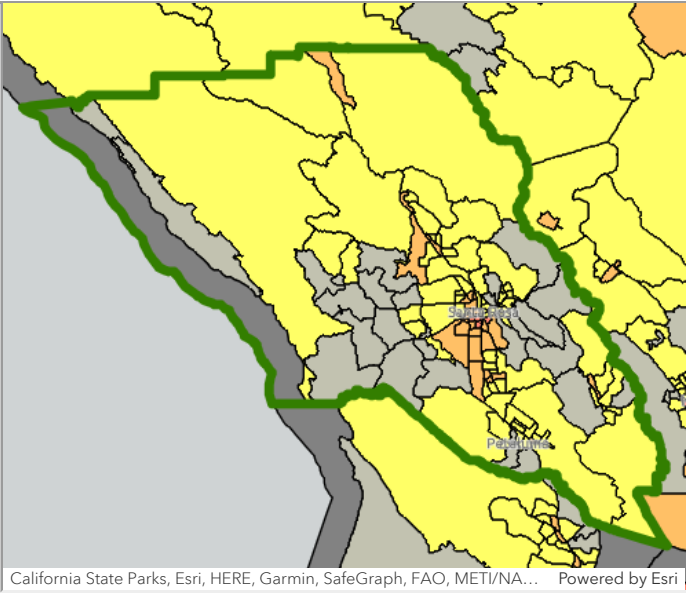 Santa Rosa
Petaluma
California State Parks, Esri, HERE, Garmin, SafeGraph, FAO, METI/NA... Powered by Esri